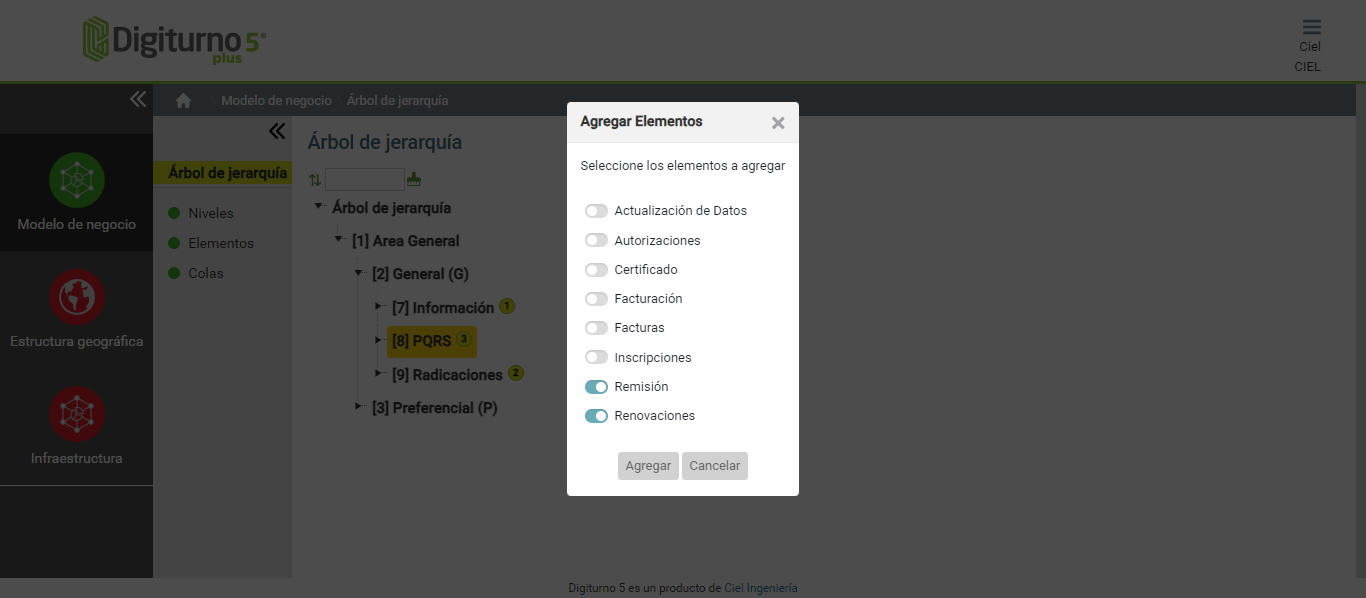 Digiturno 5®
plus
Ciel
CIEL
Modelo de negocio
Árbol de jerarquía
Modelo de negocio
Estructura geográfica
Infraestructura
Árbol de jerarquía
Niveles
Elementos
Colas
Árbol de jerarquía
Árbol de jerarquía
[1] Area General
[2] General (G)
[7] Información 1
[8] PQRS 3
[9] Radicaciones 2
[3] Preferencial (P)
Agregar Elementos
Seleccione los elementos a agregar
Actualización de Datos
Autorizaciones
Certificado
Facturación
Facturas
Inscripciones
Remisión
Renovaciones
Agregar Cancelar
Digiturno 5 es un producto de Ciel Ingeniería